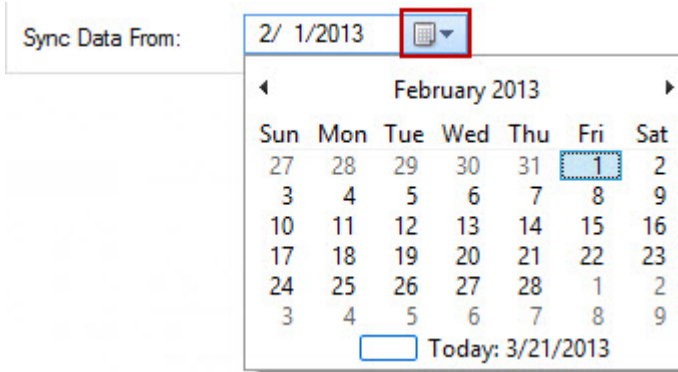 Sync Data From: 2/ 1/2013
February 2013
Sun Mon Tue Wed Thu Fri Sat
27 28 29 30 31 1 2
3 4 5 6 7 8 9
10 11 12 13 14 15 16
17 18 19 20 21 22 23
24 25 26 27 28 1 2
3 4 5 6 7 8 9
Today: 3/21/2013